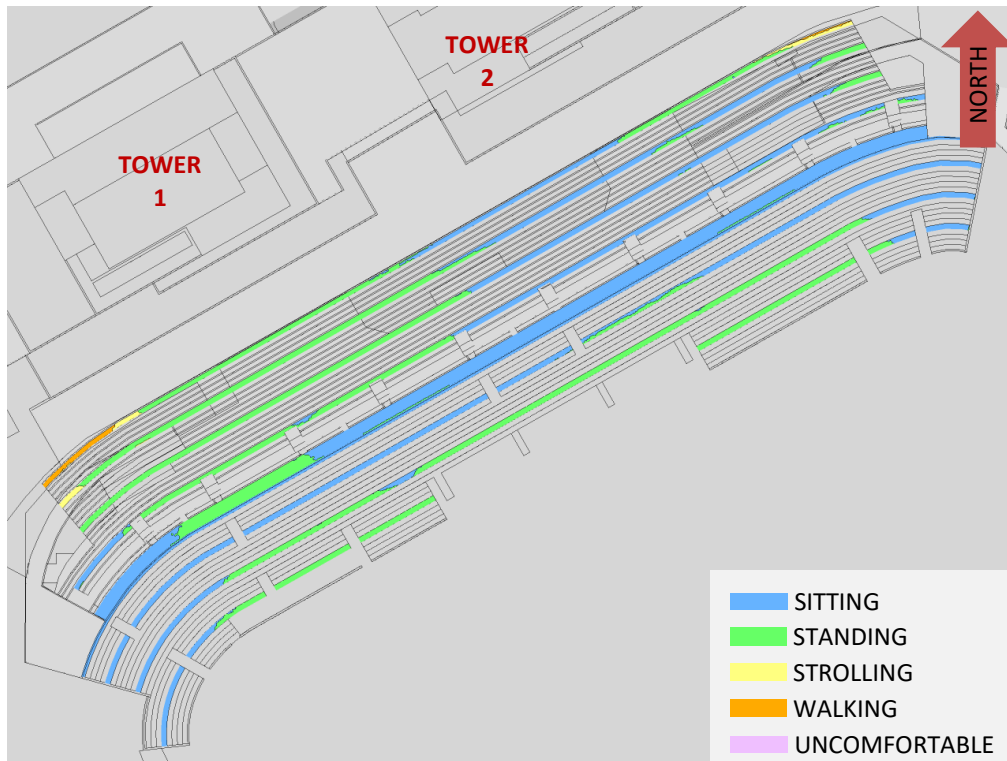 TOWER
2
NORTH
TOWER
1
SITTING
STANDING
STROLLING
WALKING
UNCOMFORTABLE